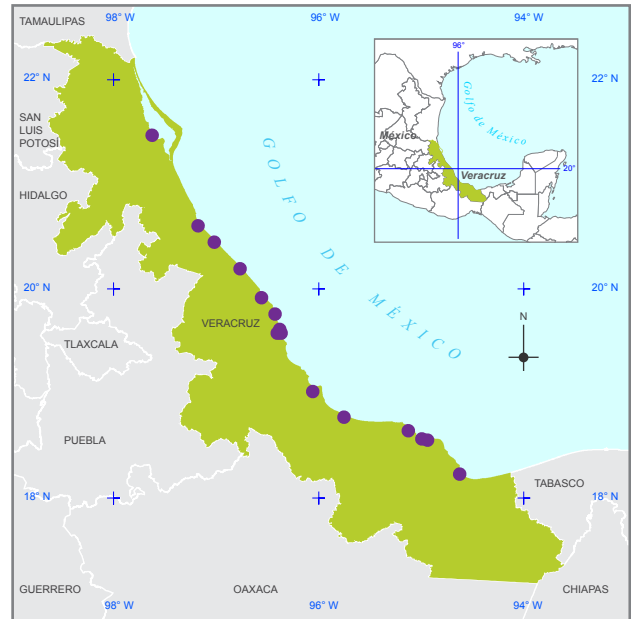 98° W
96° W
94° W
TAMAULIPAS
22° N
22° N
96°
Golfo de México
México
20°
Veracruz
SAN
LUIS
POTOSÍ
HIDALGO
GOLFO DE MÉXICO
20° N
20° N
VERACRUZ
N
TLAXCALA
PUEBLA
18° N
18° N
TABASCO
GUERRERO
OAXACA
CHIAPAS
98° W
96° W
94° W